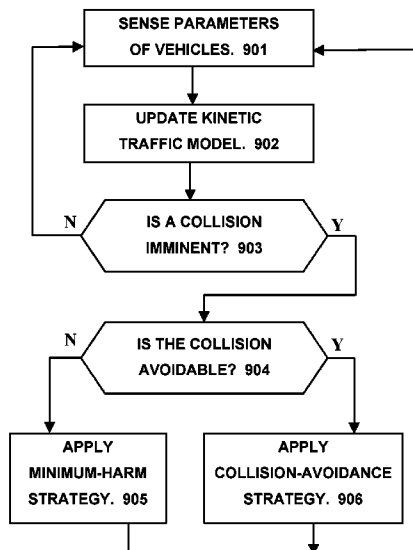 SENSE PARAMETERS
OF VEHICLES. 901
UPDATE KINETIC
TRAFFIC MODEL. 902
N
IS A COLLISION
IMMINENT? 903
Y
N
IS THE COLLISION
AVOIDABLE? 904
Y
APPLY
MINIMUM-HARM
STRATEGY. 905
APPLY
COLLISION-AVOIDANCE
STRATEGY. 906